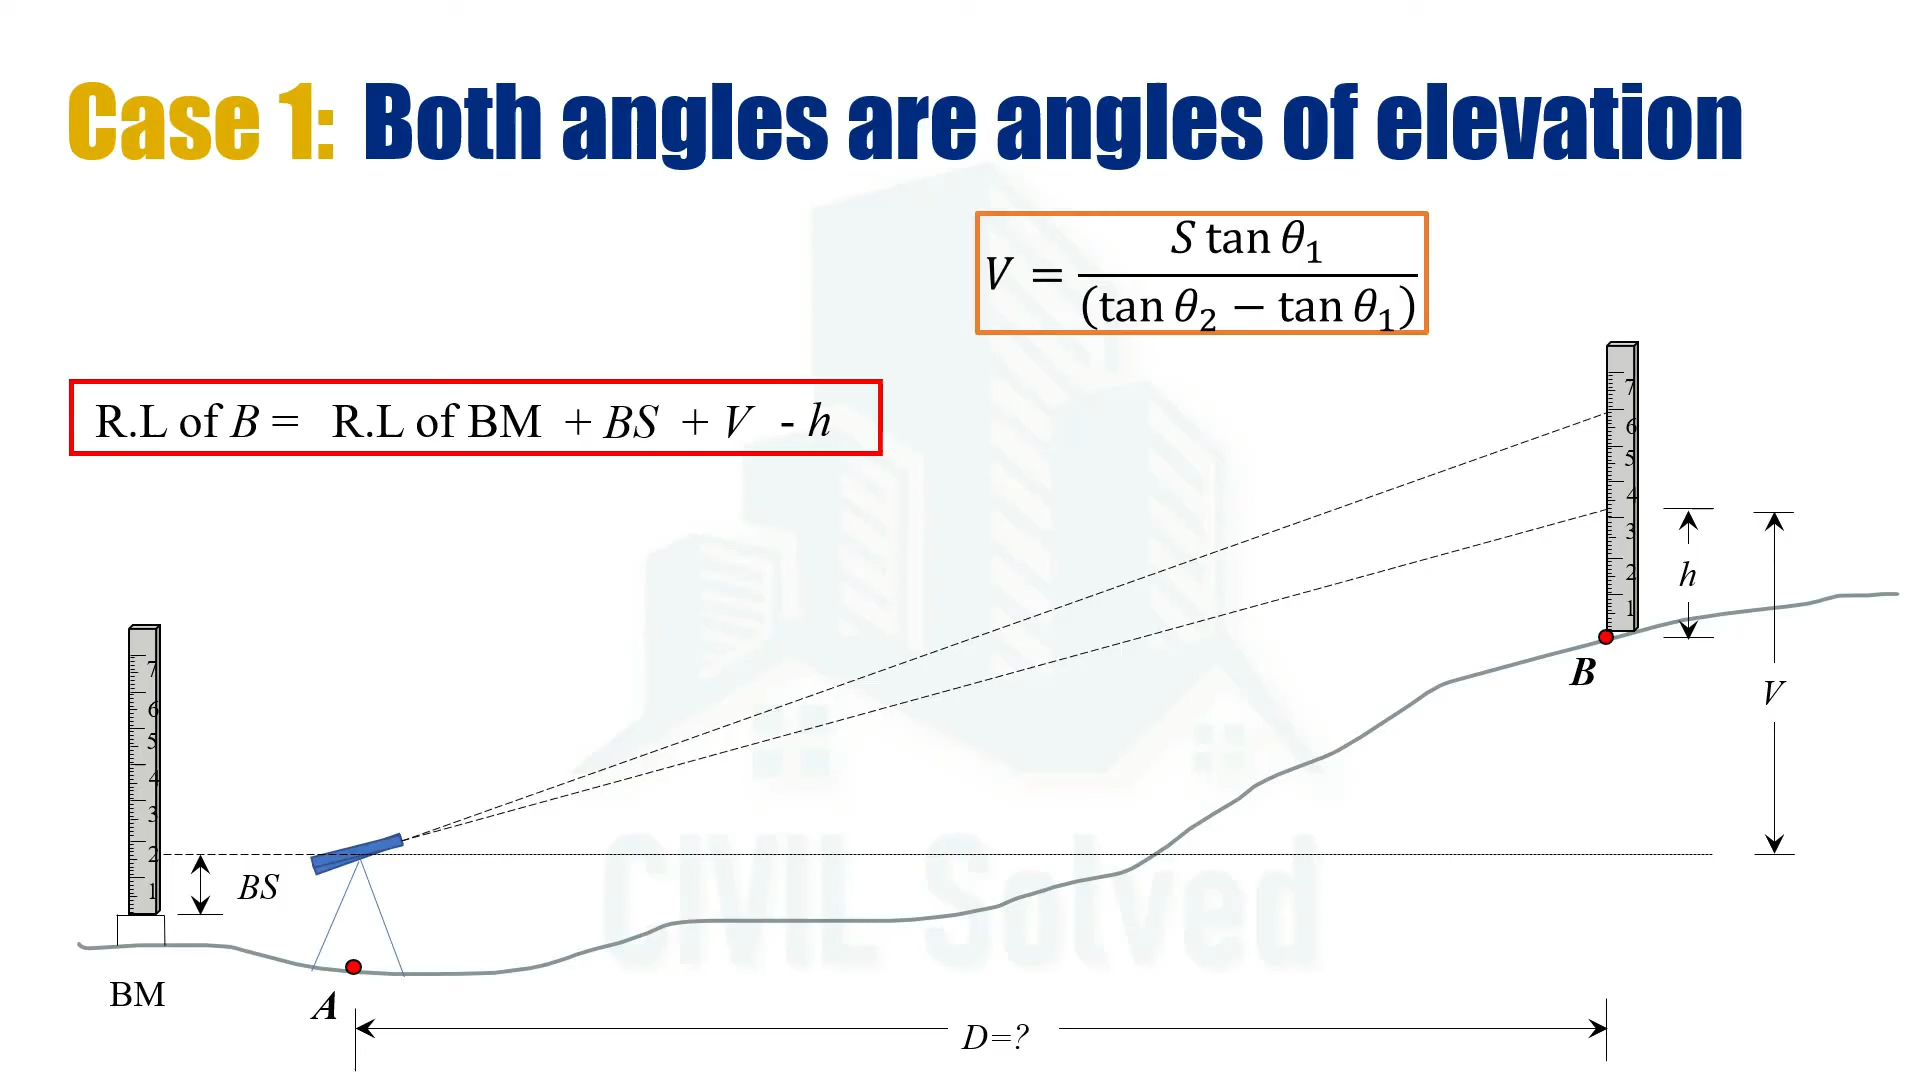 Case 1: Both angles are angles of elevation
V = S tan θ₁ / (tan θ₂ − tan θ₁)
R.L of B = R.L of BM + BS + V - h
7
6
5
4
3
2
1
h
V
B
7
6
5
4
3
2
1
BS
CIVIL Solved
BM
A
D=?